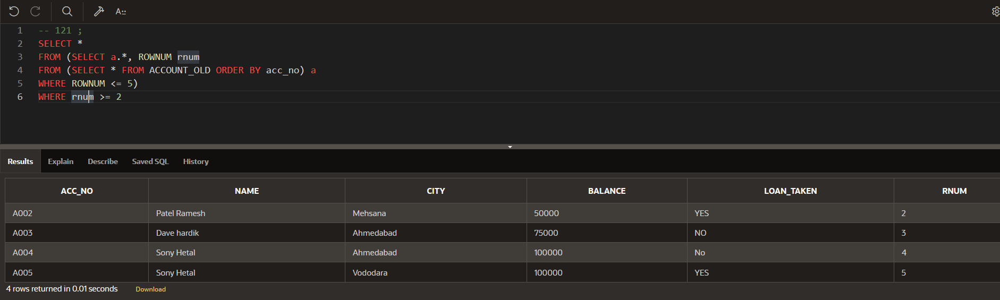 A
1 -- 121 ;
2 SELECT *
3 FROM (SELECT a.*, ROWNUM rnum
4 FROM (SELECT * FROM ACCOUNT_OLD ORDER BY acc_no) a
5 WHERE ROWNUM <= 5)
6 WHERE rnum >= 2
Results Explain Describe Saved SQL History
ACC_NO NAME CITY BALANCE LOAN_TAKEN RNUM
A002 Patel Ramesh Mehsana 50000 YES 2
A003 Dave hardik Ahmedabad 75000 NO 3
A004 Sony Hetal Ahmedabad 100000 No 4
A005 Sony Hetal Vododara 100000 YES 5
4 rows returned in 0.01 seconds Download